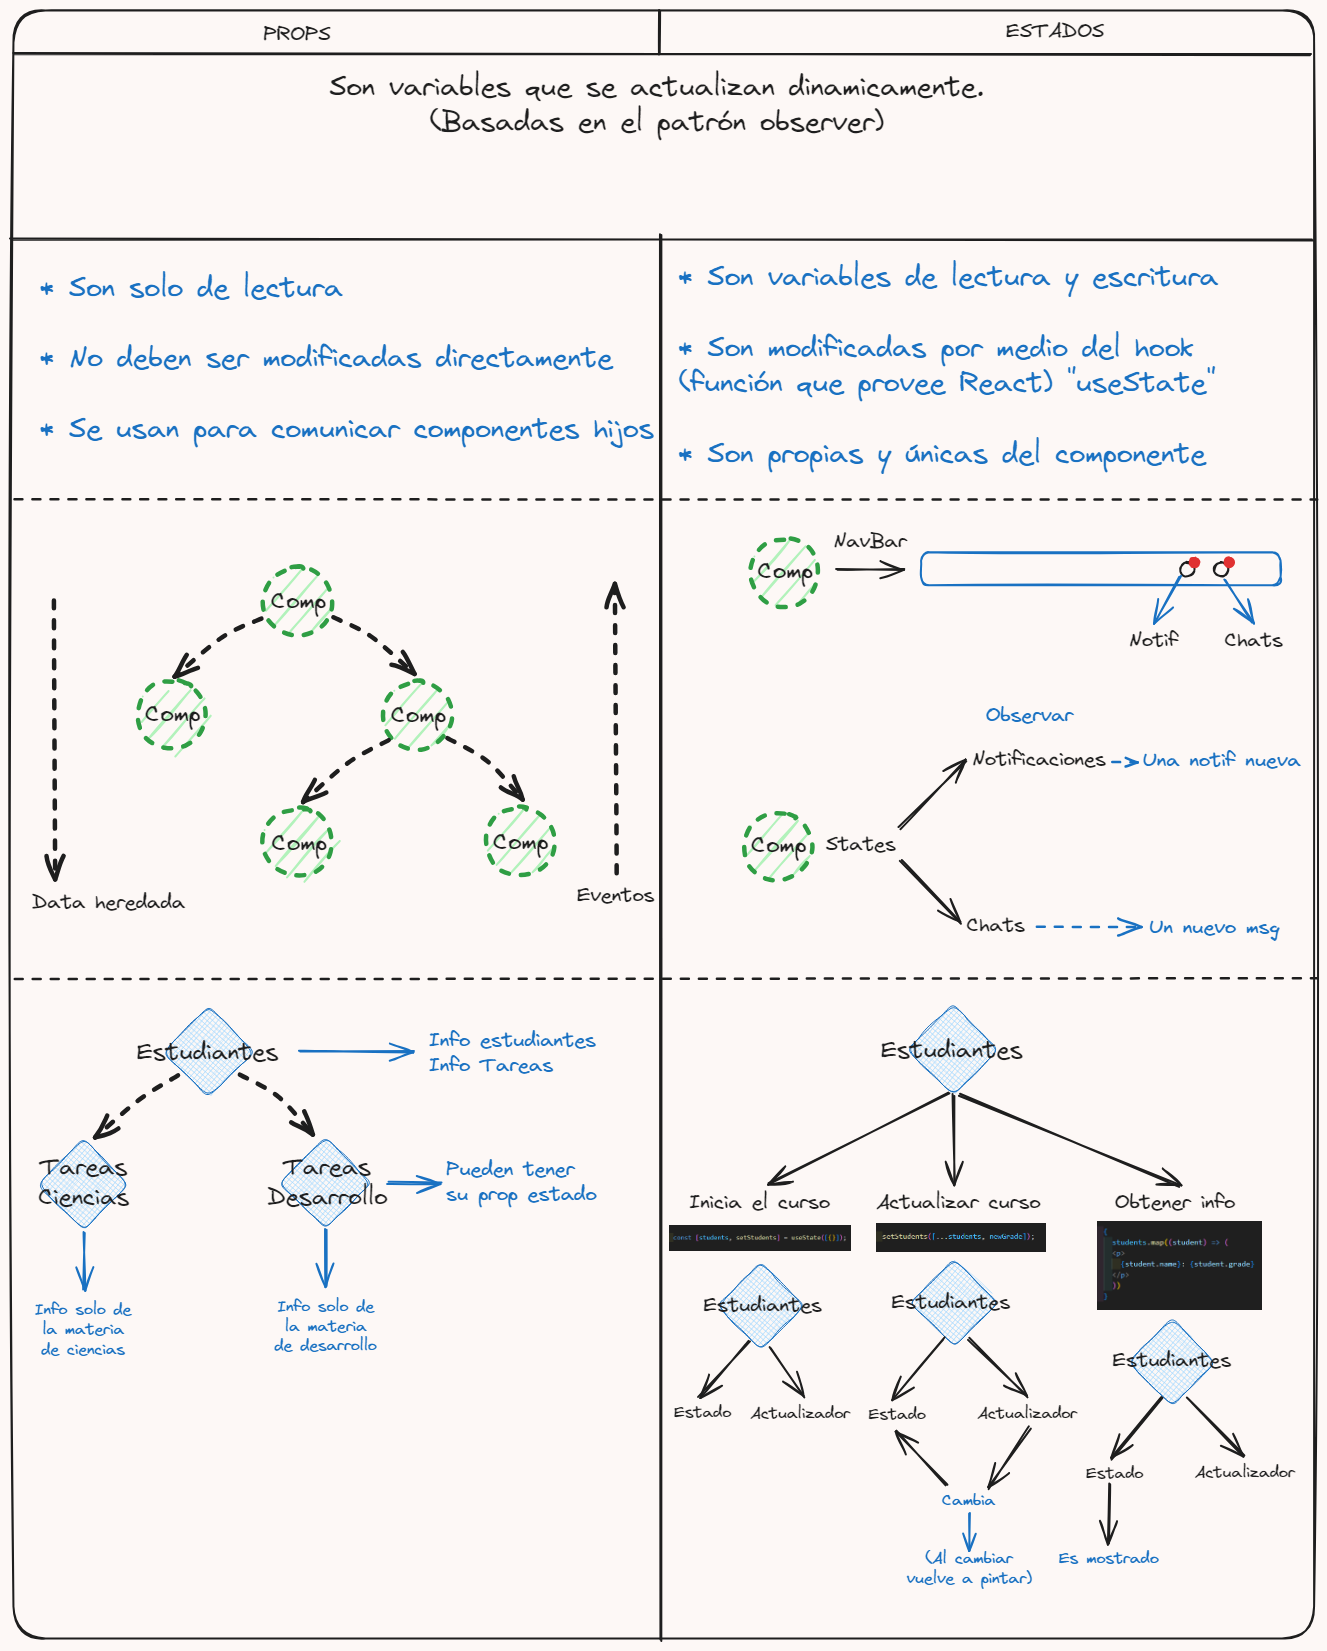 PROPS
ESTADOS
Son variables que se actualizan dinamicamente.
(Basadas en el patrón observer)
* Son solo de lectura
* No deben ser modificadas directamente
* Se usan para comunicar componentes hijos
* Son variables de lectura y escritura
* Son modificadas por medio del hook
(función que provee React) "useState"
* Son propias y únicas del componente
Comp
Comp
Comp
Comp
Comp
Data heredada
Eventos
Comp
NavBar
Notif
Chats
Observar
Notificaciones
Una notif nueva
Comp
States
Chats
Un nuevo msg
Estudiantes
Info estudiantes
Info Tareas
Tareas
Ciencias
Tareas
Desarrollo
Pueden tener
su prop estado
Info solo de
la materia
de ciencias
Info solo de
la materia
de desarrollo
Estudiantes
Inicia el curso
Actualizar curso
Obtener info
const [students, setStudents] = useState([{}]);
setStudents([...students, newGrade]);
{
students.map((student) => (
<p>
{student.name}: {student.grade}
</p>
))
}
Estudiantes
Estado
Actualizador
Estudiantes
Estado
Actualizador
Cambia
(Al cambiar
vuelve a pintar)
Estudiantes
Estado
Actualizador
Es mostrado